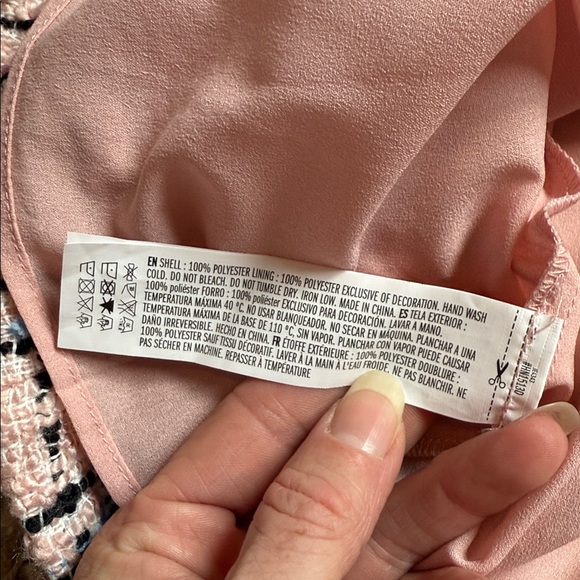 EN SHELL : 100% POLYESTER LINING : 100% POLYESTER EXCLUSIVE OF DECORATION. HAND WASH
COLD. DO NOT BLEACH. DO NOT TUMBLE DRY. IRON LOW. MADE IN CHINA. ES TELA EXTERIOR :
100% poliéster FORRO : 100% poliéster EXCLUSIVO PARA DECORACIÓN. LAVAR A MANO.
TEMPERATURA MÁXIMA 40 °C. NO USAR BLANQUEADOR. NO SECAR EN MÁQUINA. PLANCHAR A UNA
TEMPERATURA MÁXIMA DE LA BASE DE 110 °C, SIN VAPOR. PLANCHAR CON VAPOR PUEDE CAUSAR
DAÑO IRREVERSIBLE. HECHO EN CHINA. FR ÉTOFFE EXTÉRIEURE : 100% POLYESTER DOUBLURE :
100% POLYESTER SAUF TISSU DÉCORATIF. LAVER À LA MAIN À L'EAU FROIDE. NE PAS BLANCHIR. NE
PAS SÉCHER EN MACHINE. REPASSER À TEMPÉRATURE